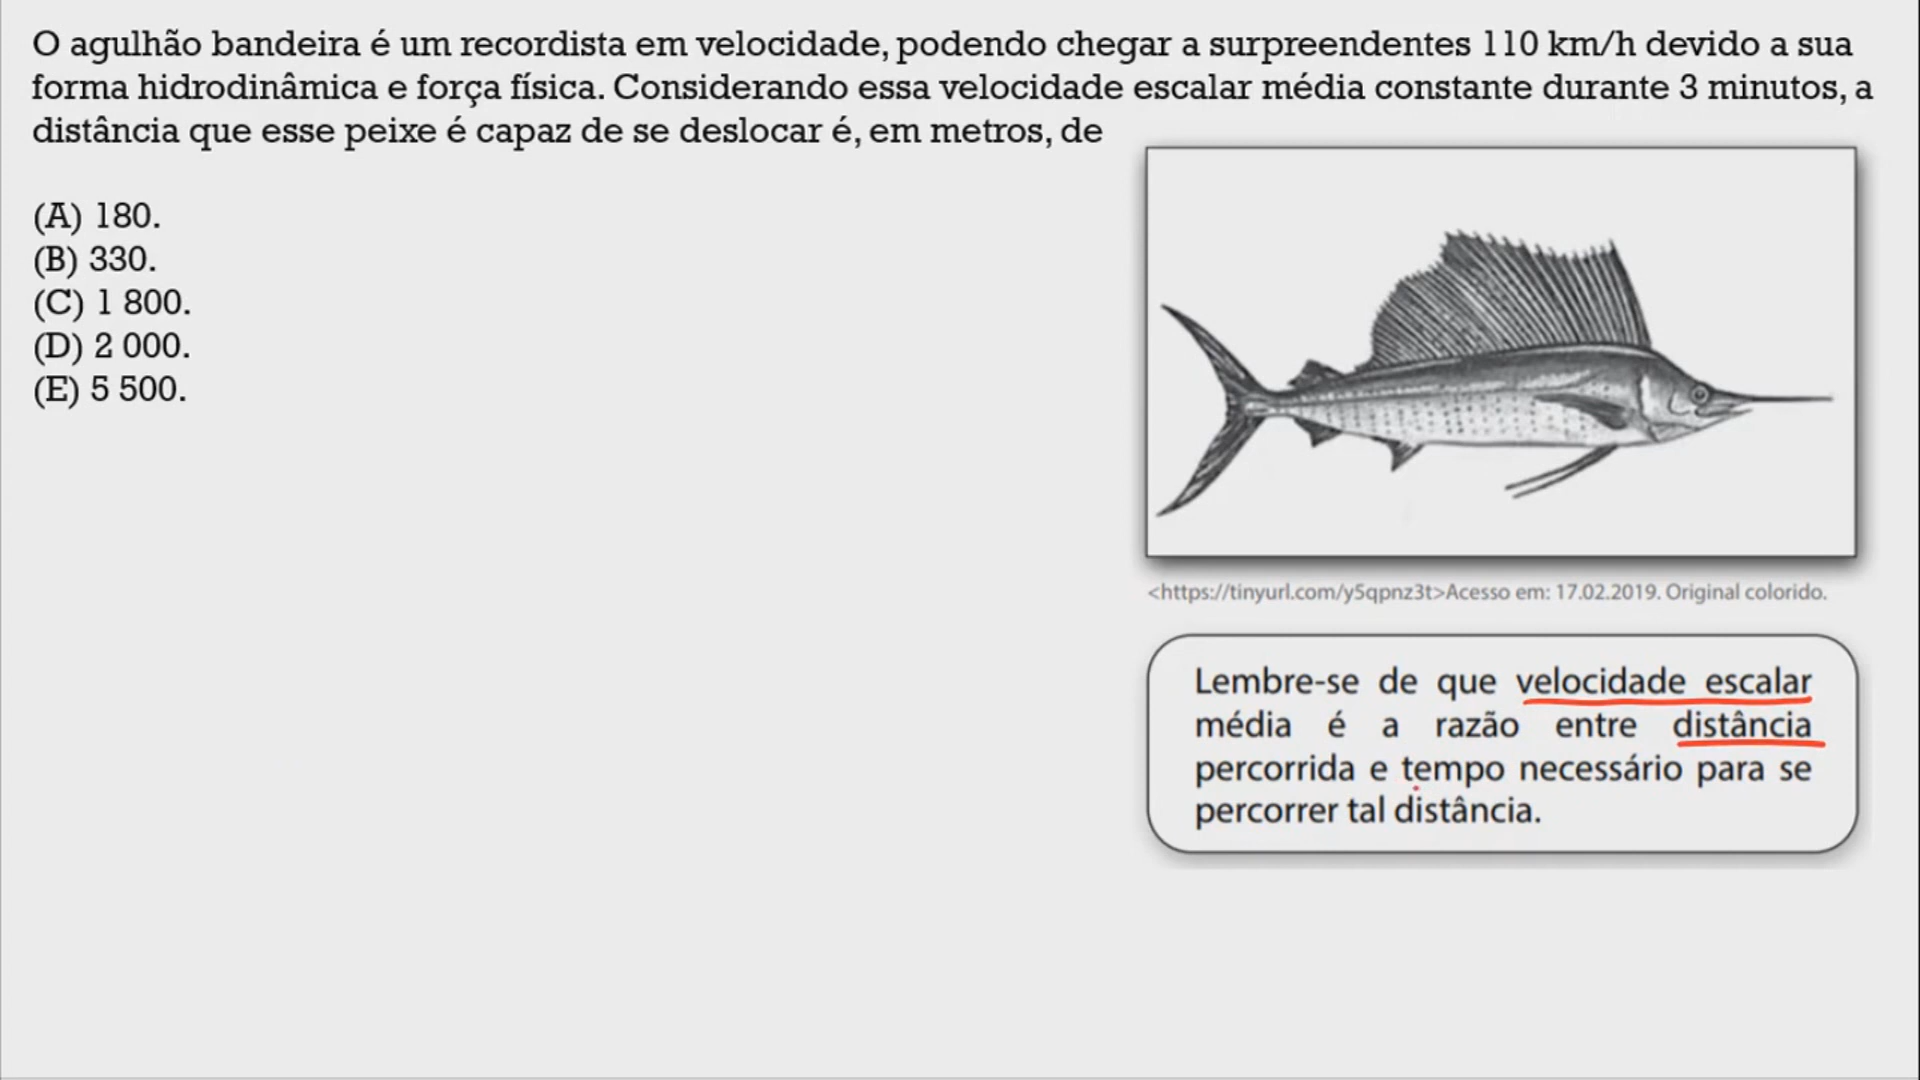 O agulhão bandeira é um recordista em velocidade, podendo chegar a surpreendentes 110 km/h devido a sua
forma hidrodinâmica e força física. Considerando essa velocidade escalar média constante durante 3 minutos, a
distância que esse peixe é capaz de se deslocar é, em metros, de
(A) 180.
(B) 330.
(C) 1 800.
(D) 2 000.
(E) 5 500.
<https://tinyurl.com/y5qpnz3t>Acesso em: 17.02.2019. Original colorido.
Lembre-se de que velocidade escalar
média é a razão entre distância
percorrida e tempo necessário para se
percorrer tal distância.